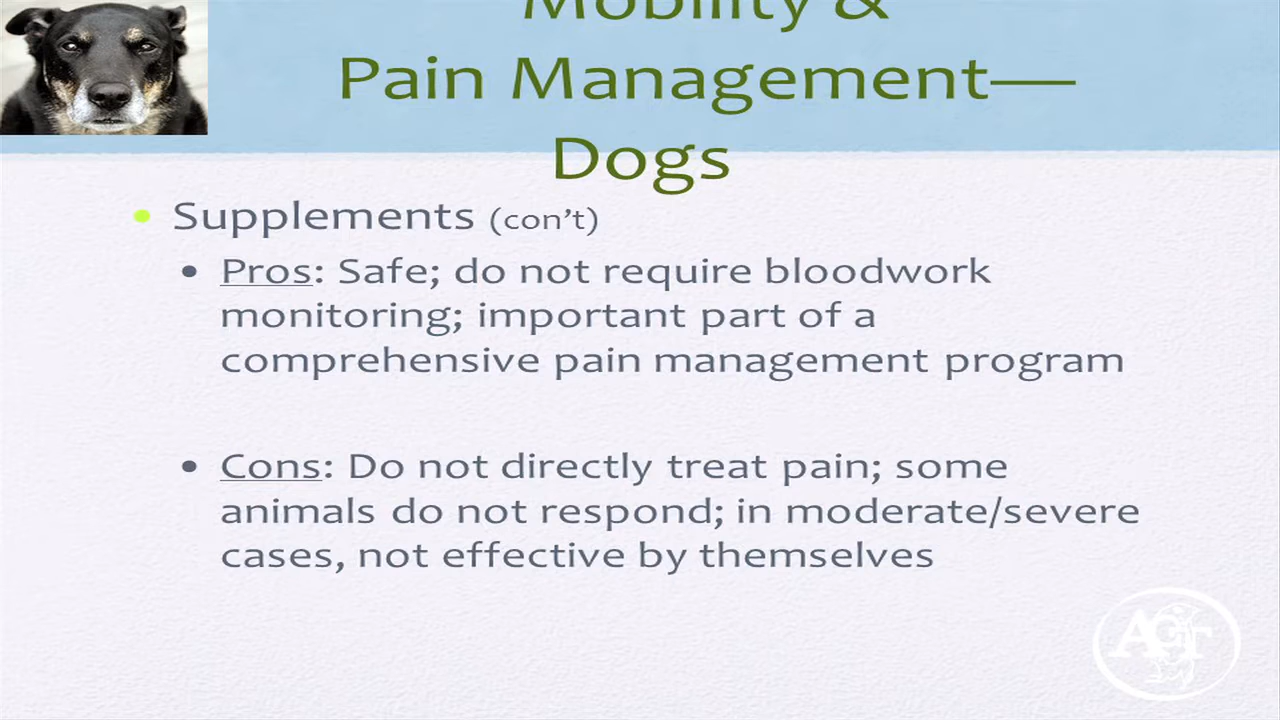 Mobility &
Pain Management—
Dogs
• Supplements (con’t)
• Pros: Safe; do not require bloodwork
monitoring; important part of a
comprehensive pain management program
• Cons: Do not directly treat pain; some
animals do not respond; in moderate/severe
cases, not effective by themselves
ACT